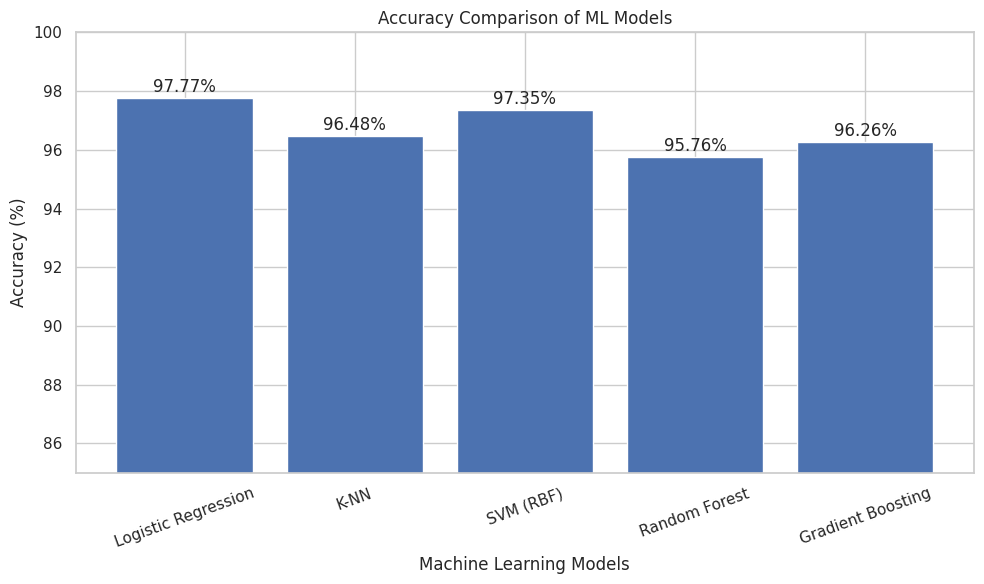 Accuracy Comparison of ML Models
100
98
96
94
92
90
88
86
Accuracy (%)
97.77%
96.48%
97.35%
95.76%
96.26%
Logistic Regression
K-NN
SVM (RBF)
Random Forest
Gradient Boosting
Machine Learning Models